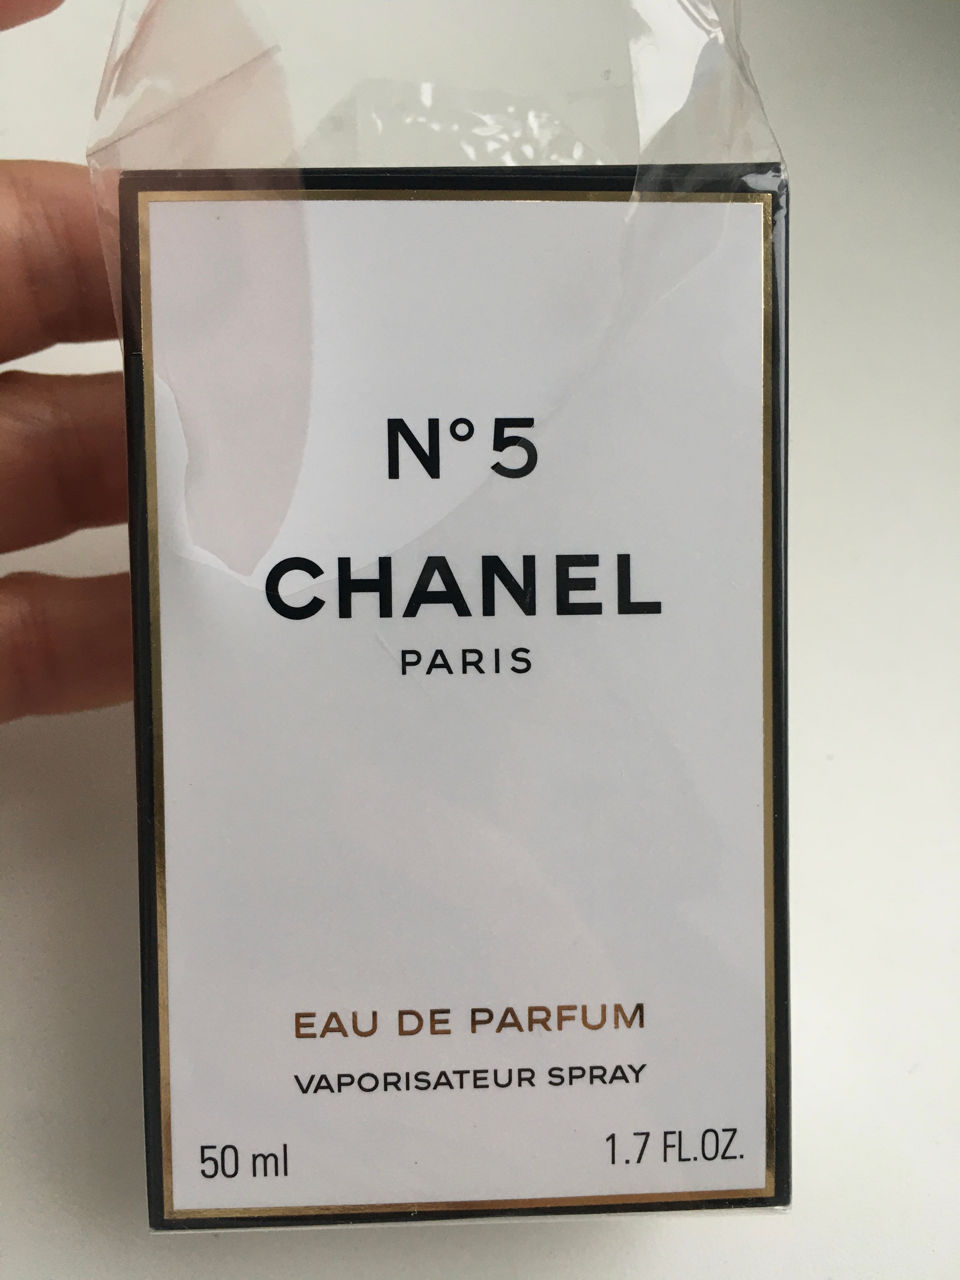 N°5
CHANEL
PARIS
EAU DE PARFUM
VAPORISATEUR SPRAY
50 ml 1.7 FL.OZ.